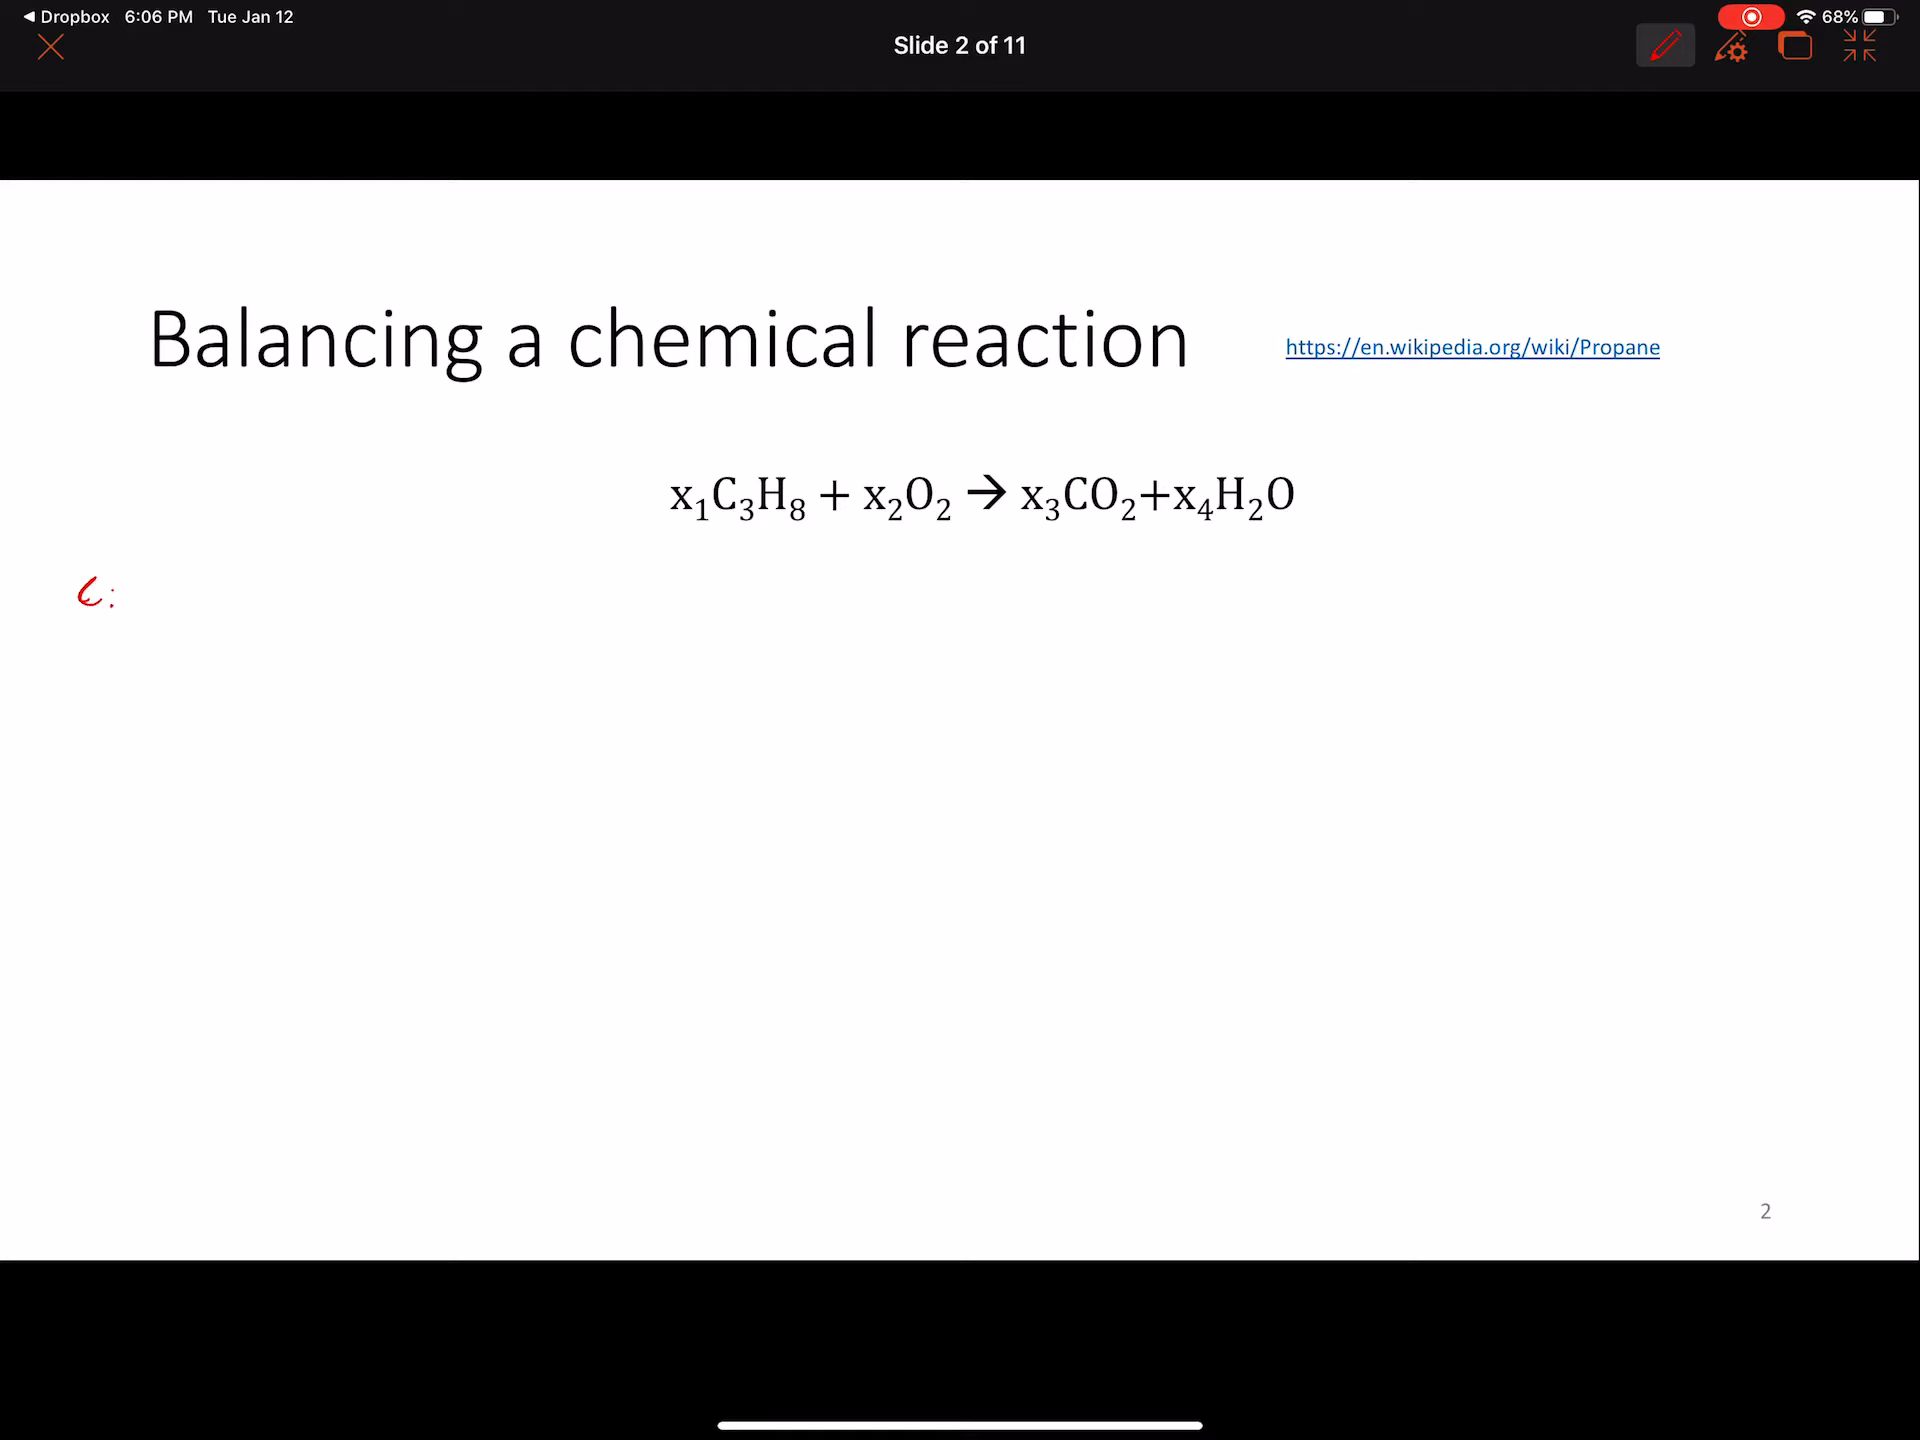 ◀ Dropbox 6:06 PM Tue Jan 12
68%
Slide 2 of 11
Balancing a chemical reaction
https://en.wikipedia.org/wiki/Propane
x₁C₃H₈ + x₂O₂ → x₃CO₂+x₄H₂O
C:
2